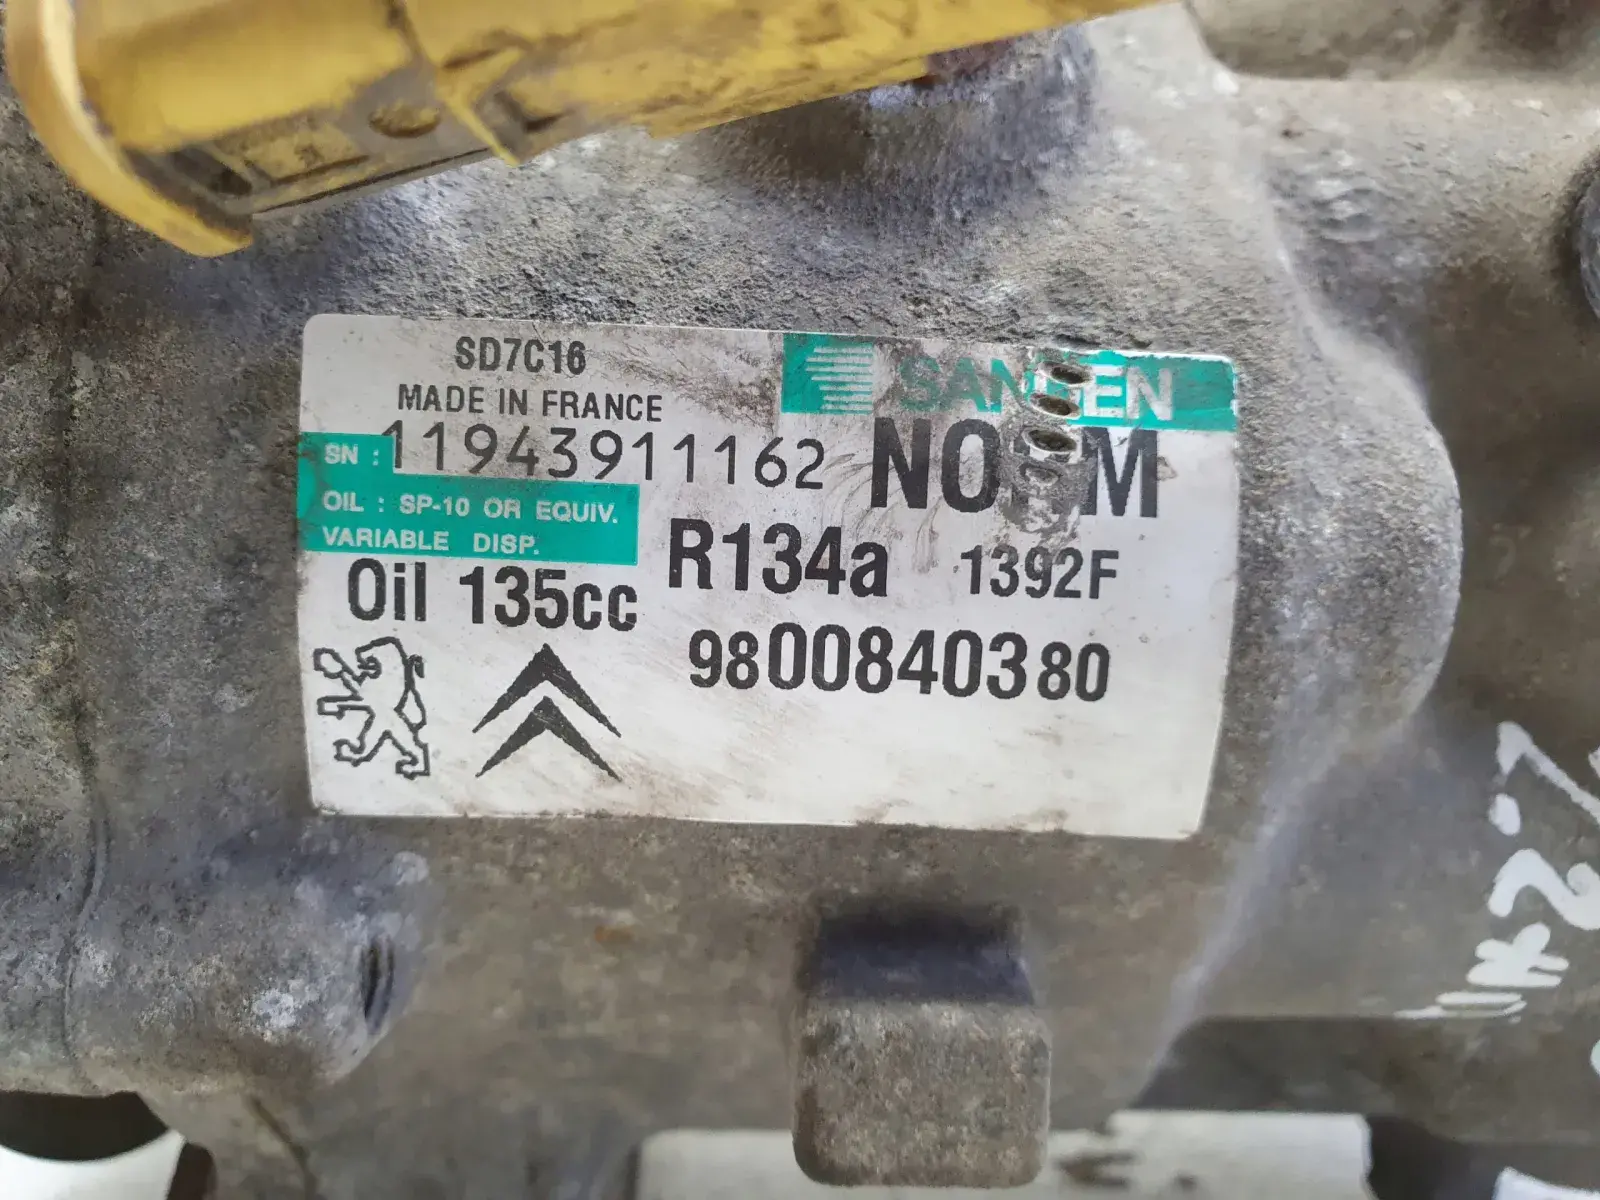 SD7C16
MADE IN FRANCE
SN : 11943911162
OIL : SP-10 OR EQUIV.
VARIABLE DISP.
Oil 135cc
R134a 1392F
9800840380